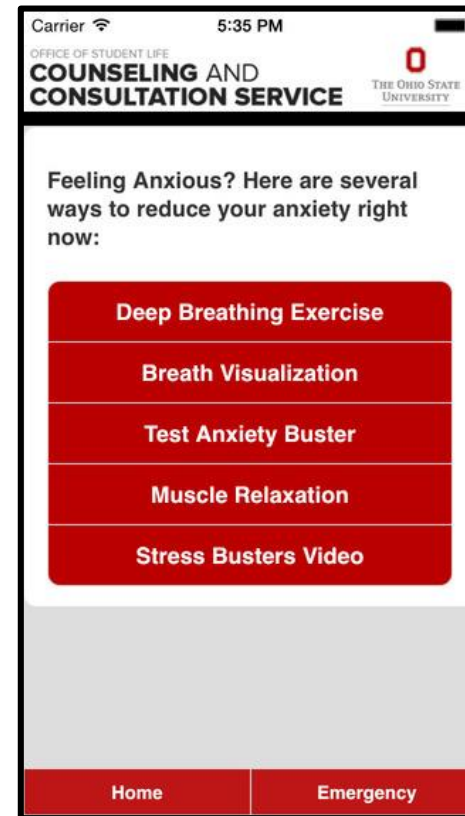 Carrier 5:35 PM
OFFICE OF STUDENT LIFE
COUNSELING AND
CONSULTATION SERVICE
THE OHIO STATE
UNIVERSITY
Feeling Anxious? Here are several
ways to reduce your anxiety right
now:
Deep Breathing Exercise
Breath Visualization
Test Anxiety Buster
Muscle Relaxation
Stress Busters Video
Home Emergency